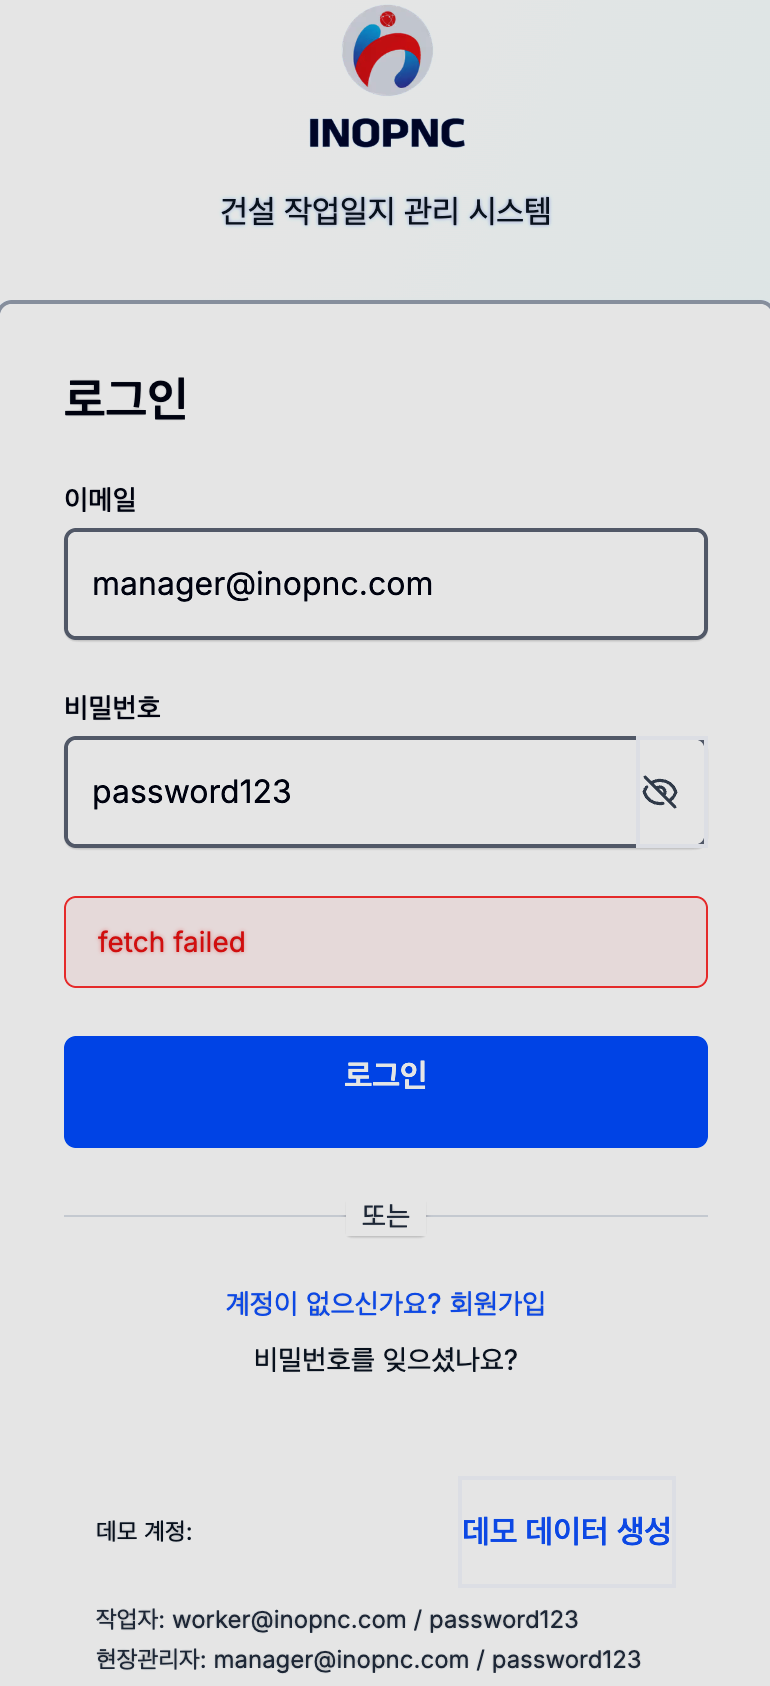 INOPNC
건설 작업일지 관리 시스템
로그인
이메일
manager@inopnc.com
비밀번호
password123
fetch failed
로그인
또는
계정이 없으신가요? 회원가입
비밀번호를 잊으셨나요?
데모 계정:
데모 데이터 생성
작업자: worker@inopnc.com / password123
현장관리자: manager@inopnc.com / password123